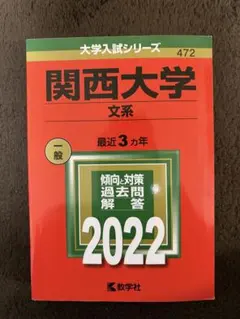 大学入試シリーズ
472
関西大学
文系
一般
最近3カ年
傾向と対策
過去問
解答
2022
教学社